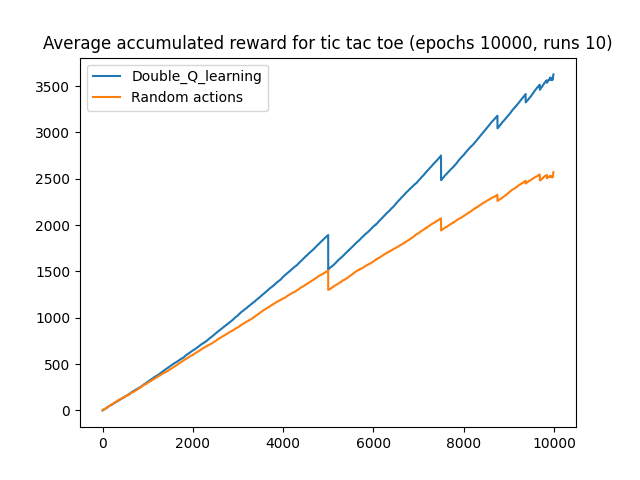 Average accumulated reward for tic tac toe (epochs 10000, runs 10)
Double_Q_learning
Random actions
3500
3000
2500
2000
1500
1000
500
0
0 2000 4000 6000 8000 10000